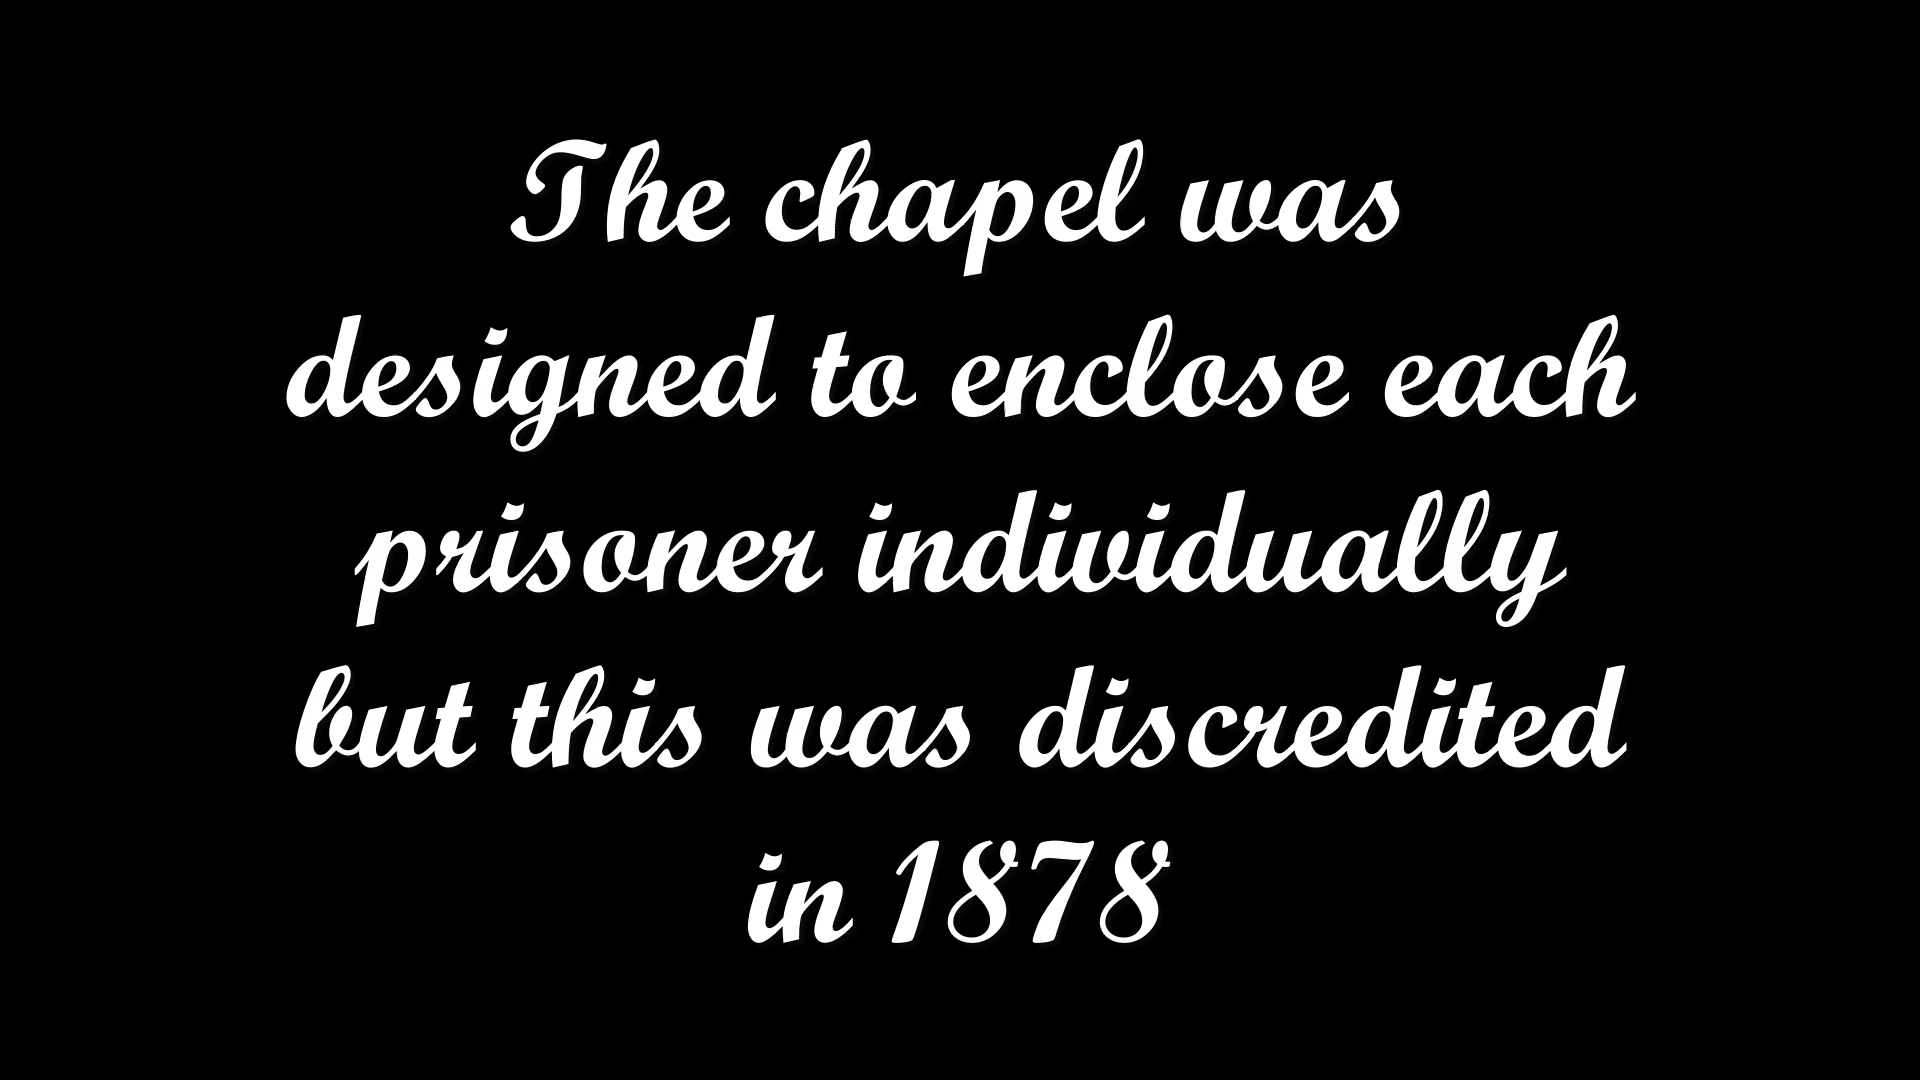 The chapel was
designed to enclose each
prisoner individually
but this was discredited
in 1878